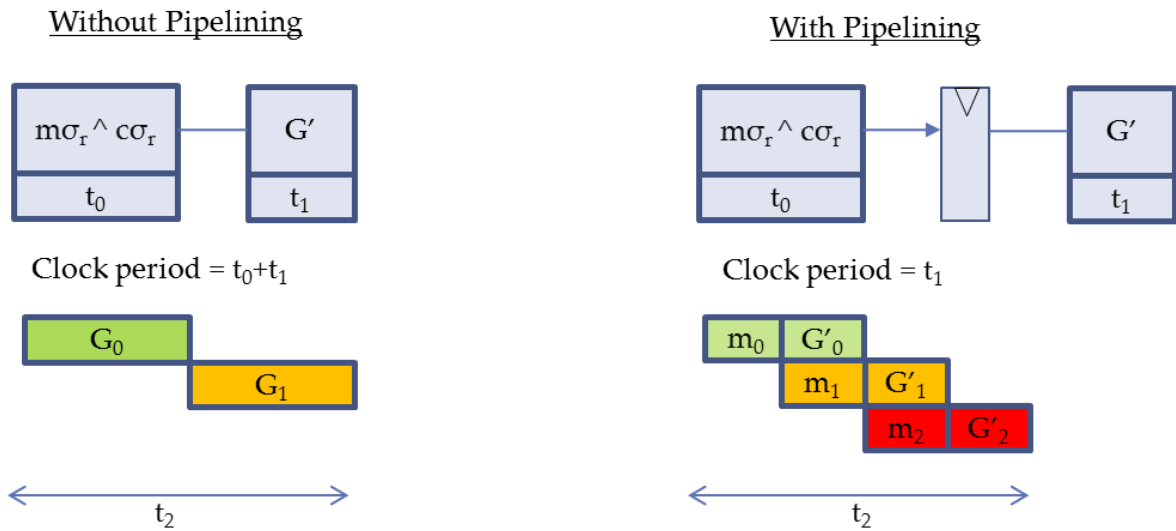 Without Pipelining
mσᵣ ^ cσᵣ
G′
t₀
t₁
Clock period = t₀+t₁
G₀
G₁
t₂
With Pipelining
mσᵣ ^ cσᵣ
G′
t₀
t₁
Clock period = t₁
m₀ G′₀
m₁ G′₁
m₂ G′₂
t₂